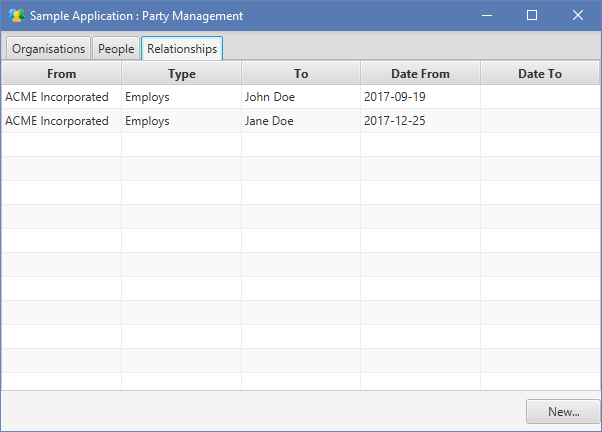 Sample Application : Party Management
Organisations People Relationships
From Type To Date From Date To
ACME Incorporated Employs John Doe 2017-09-19
ACME Incorporated Employs Jane Doe 2017-12-25
New...